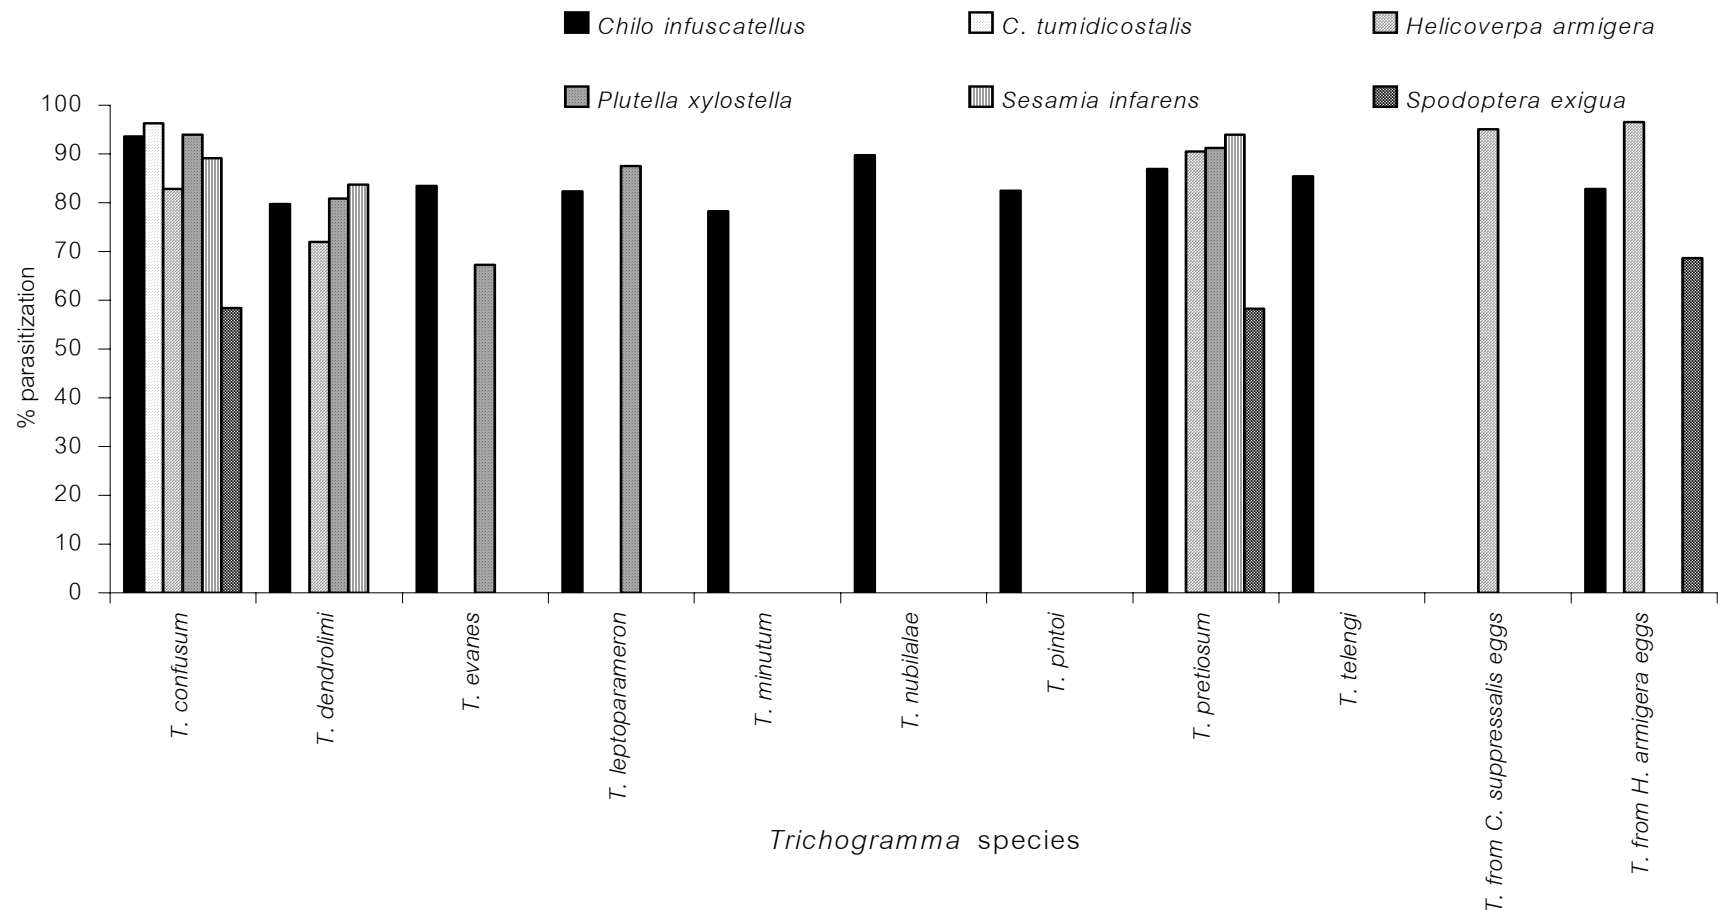 Chilo infuscatellus C. tumidicostalis Helicoverpa armigera
Plutella xylostella Sesamia infarens Spodoptera exigua
100
90
80
70
60
50
40
30
20
10
0
% parasitization
T. confusum
T. dendrolimi
T. evanes
T. leptoparameron
T. minutum
T. nubilalae
T. pintoi
T. pretiosum
T. telengi
T. from C. suppressalis eggs
T. from H. armigera eggs
Trichogramma species